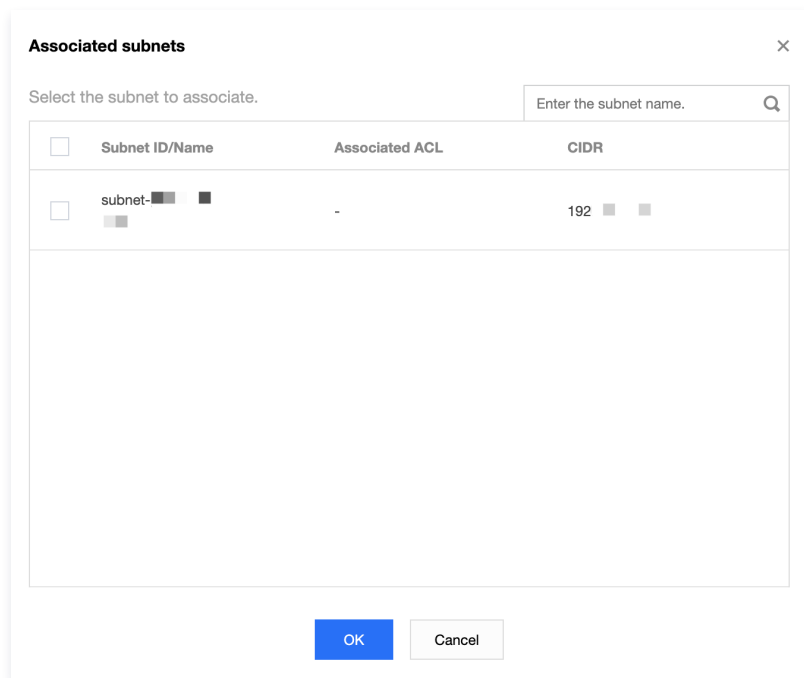 Associated subnets
Select the subnet to associate.
Enter the subnet name.
Subnet ID/Name Associated ACL CIDR
subnet-
- 192
OK Cancel